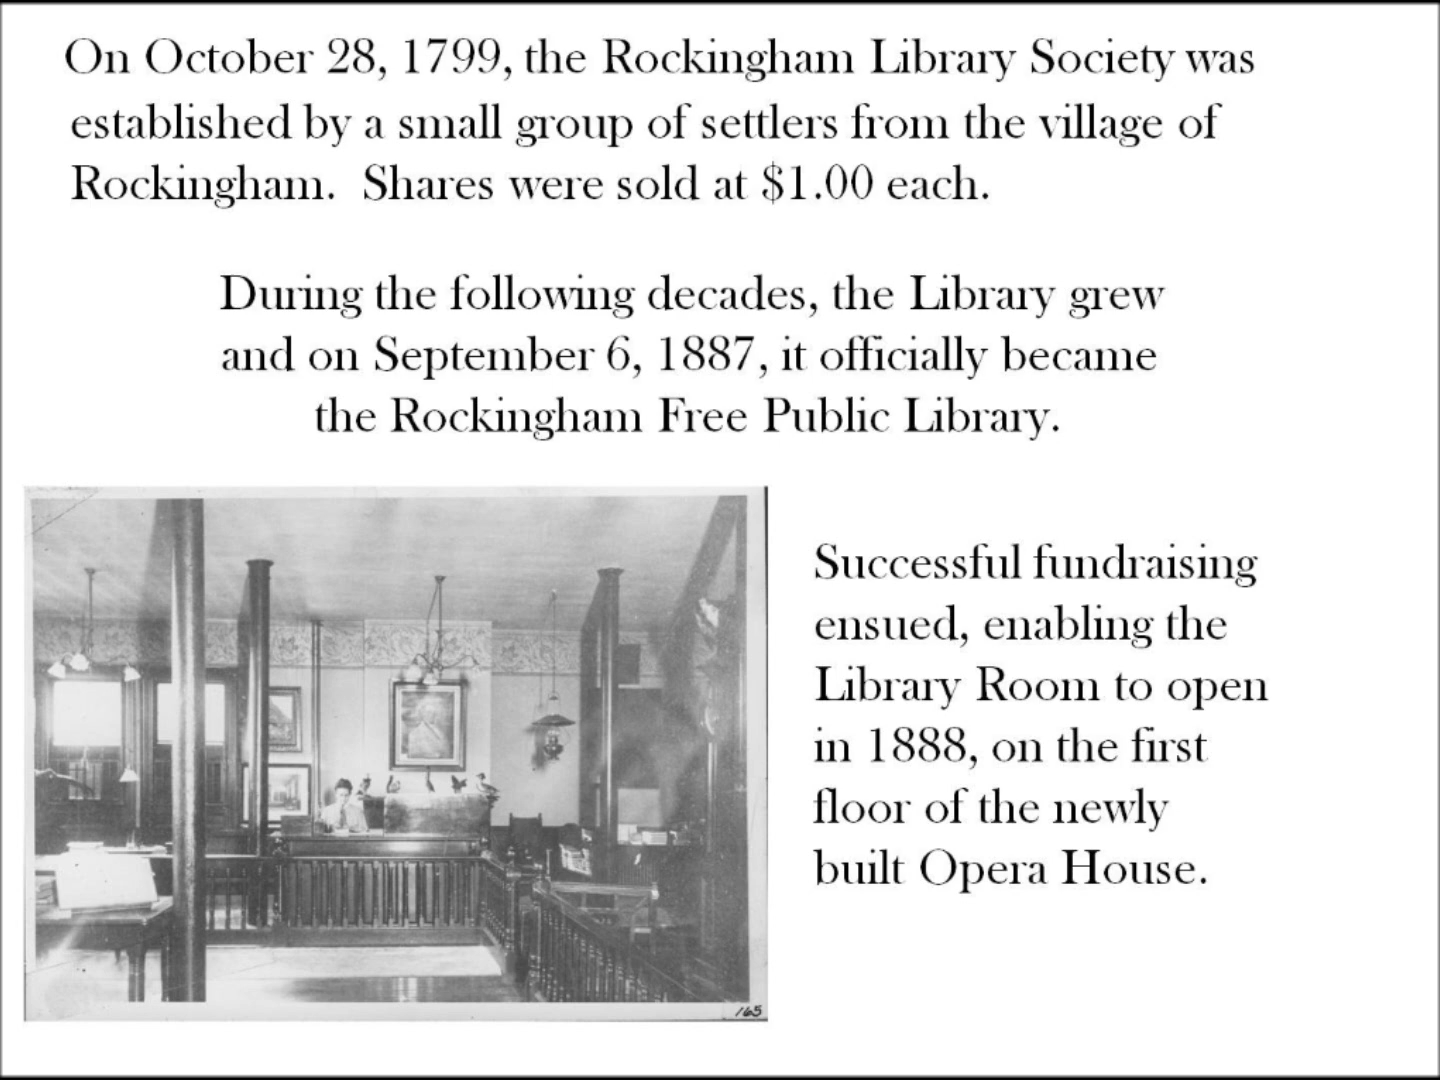 On October 28, 1799, the Rockingham Library Society was
established by a small group of settlers from the village of
Rockingham.  Shares were sold at $1.00 each.
During the following decades, the Library grew
and on September 6, 1887, it officially became
the Rockingham Free Public Library.
Successful fundraising
ensued, enabling the
Library Room to open
in 1888, on the first
floor of the newly
built Opera House.
165